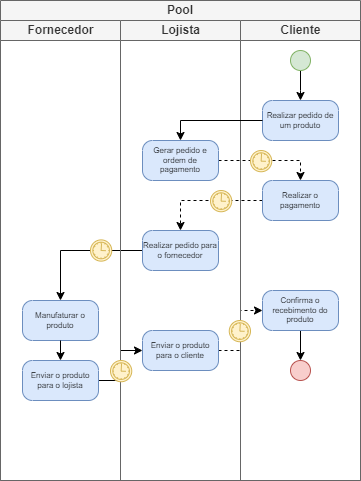 Pool
Fornecedor
Lojista
Cliente
Realizar pedido de
um produto
Gerar pedido e
ordem de
pagamento
Realizar o
pagamento
Realizar pedido para
o fornecedor
Manufaturar o
produto
Confirma o
recebimento do
produto
Enviar o produto
para o cliente
Enviar o produto
para o lojista